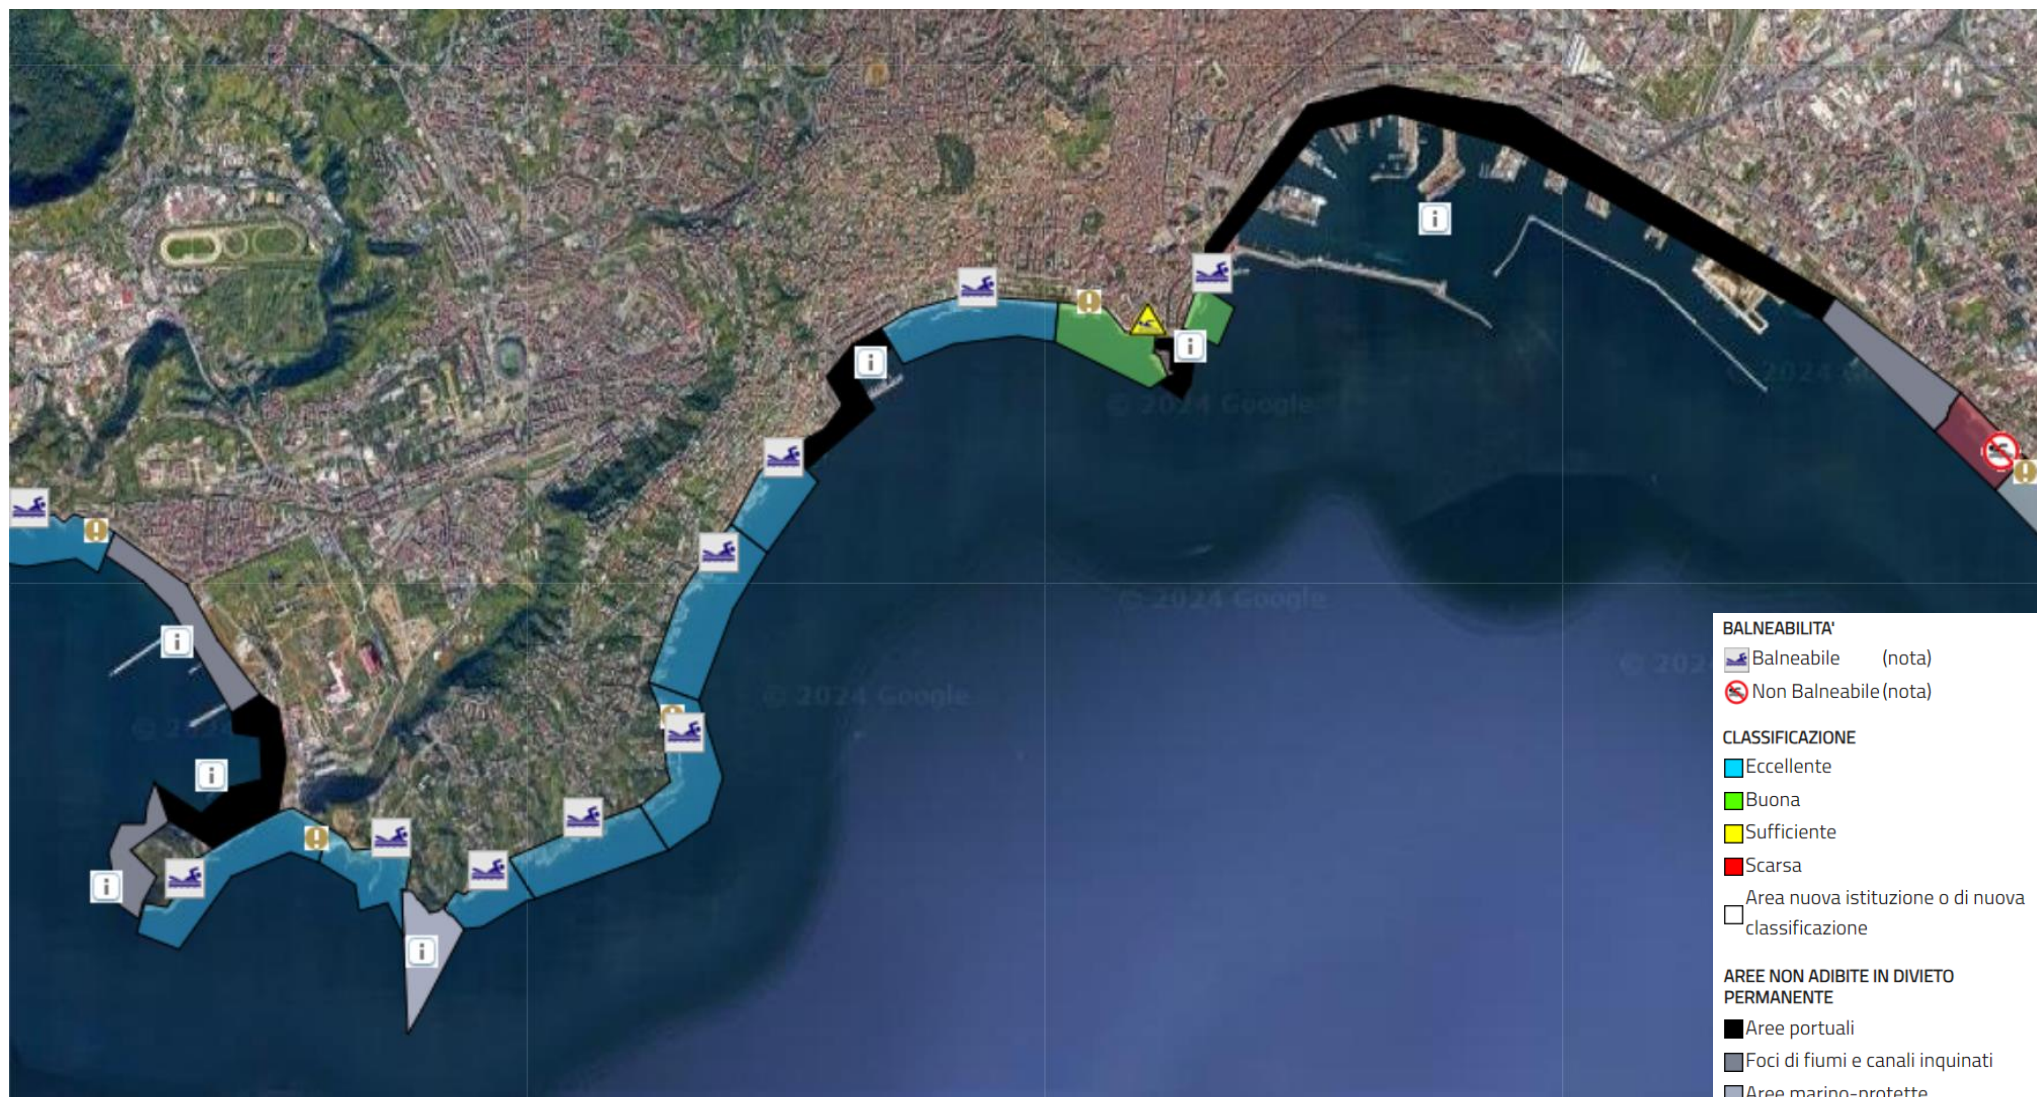 © 2024 Google
© 2024 Google
© 2024 Google
BALNEABILITA'
Balneabile (nota)
Non Balneabile (nota)
CLASSIFICAZIONE
Eccellente
Buona
Sufficiente
Scarsa
Area nuova istituzione o di nuova
classificazione
AREE NON ADIBITE IN DIVIETO
PERMANENTE
Aree portuali
Foci di fiumi e canali inquinati
Aree marino-protette